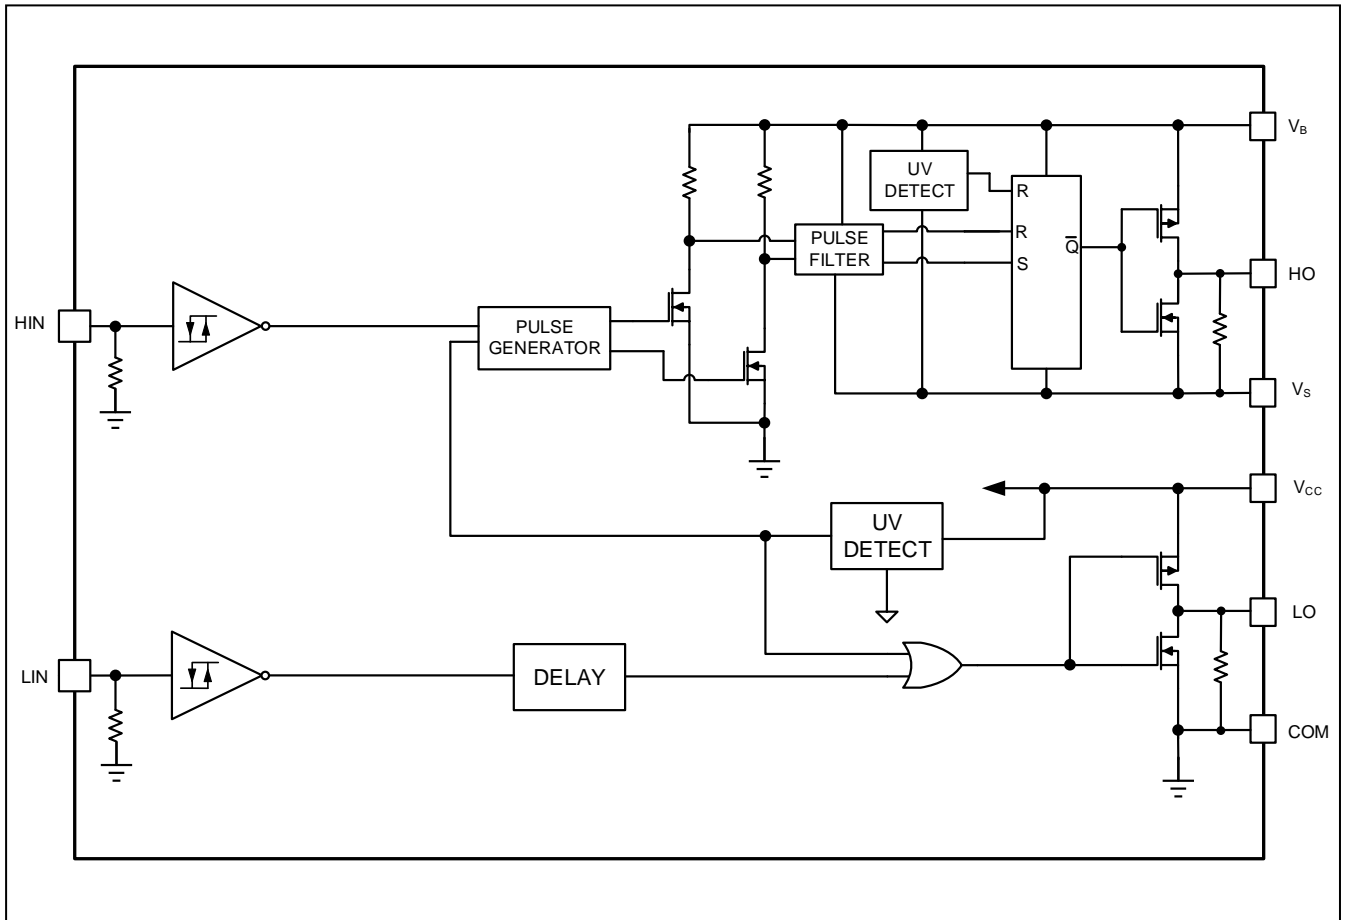 V_B
UV
DETECT
R
PULSE
FILTER
R
S
Q̅
HO
HIN
PULSE
GENERATOR
V_S
V_CC
UV
DETECT
LO
LIN
DELAY
COM